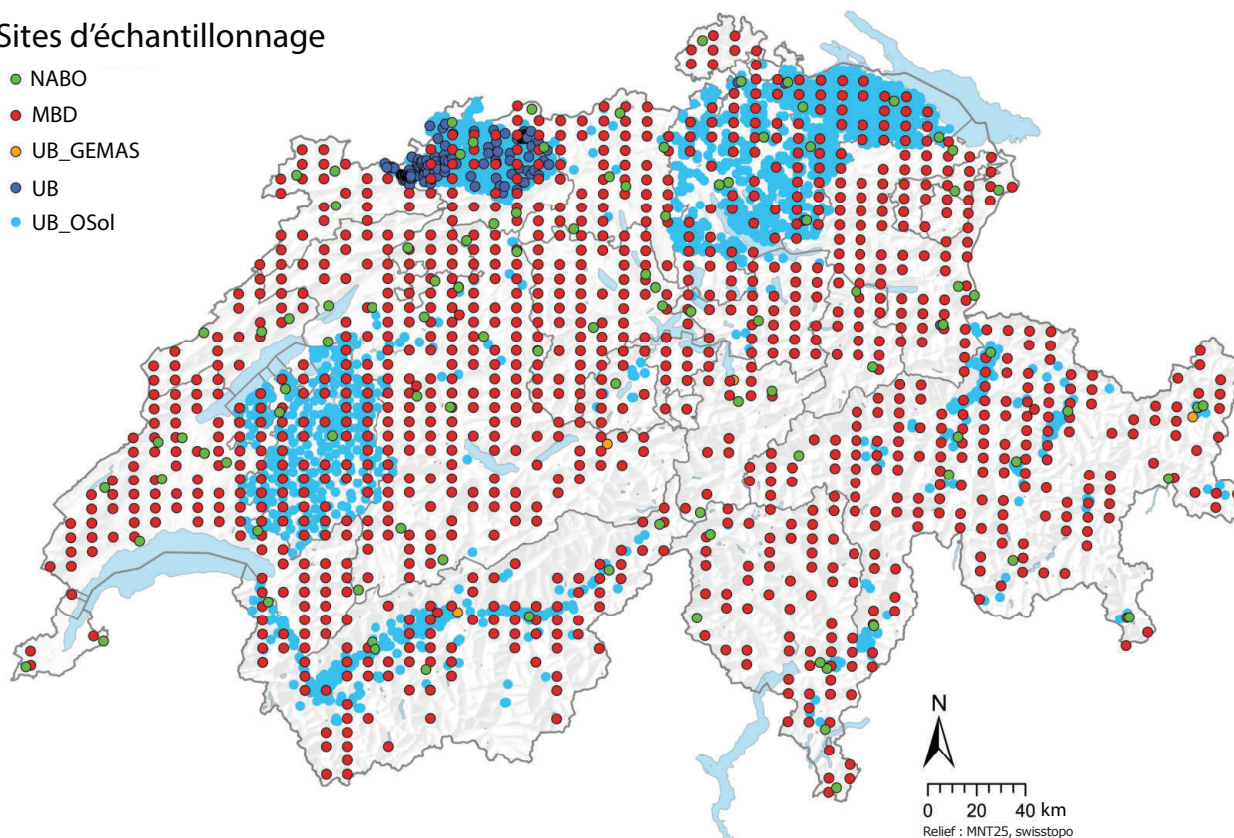 Sites d’échantillonnage
NABO
MBD
UB_GEMAS
UB
UB_OSol
N
0 20 40 km
Relief : MNT25, swisstopo